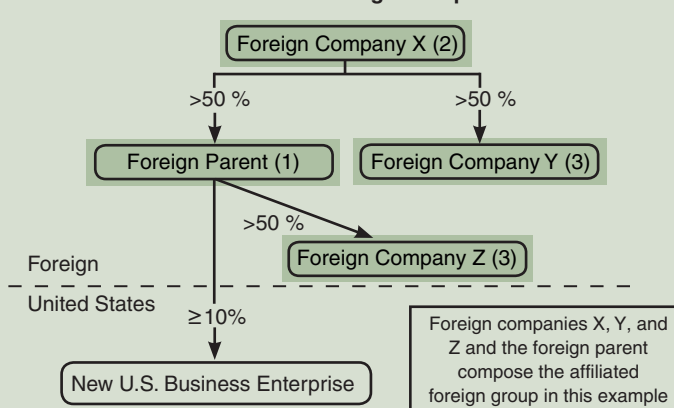 Foreign Company X (2)
>50 %
>50 %
Foreign Parent (1)
Foreign Company Y (3)
>50 %
Foreign Company Z (3)
Foreign
United States
≥10%
New U.S. Business Enterprise
Foreign companies X, Y, and
Z and the foreign parent
compose the affiliated
foreign group in this example